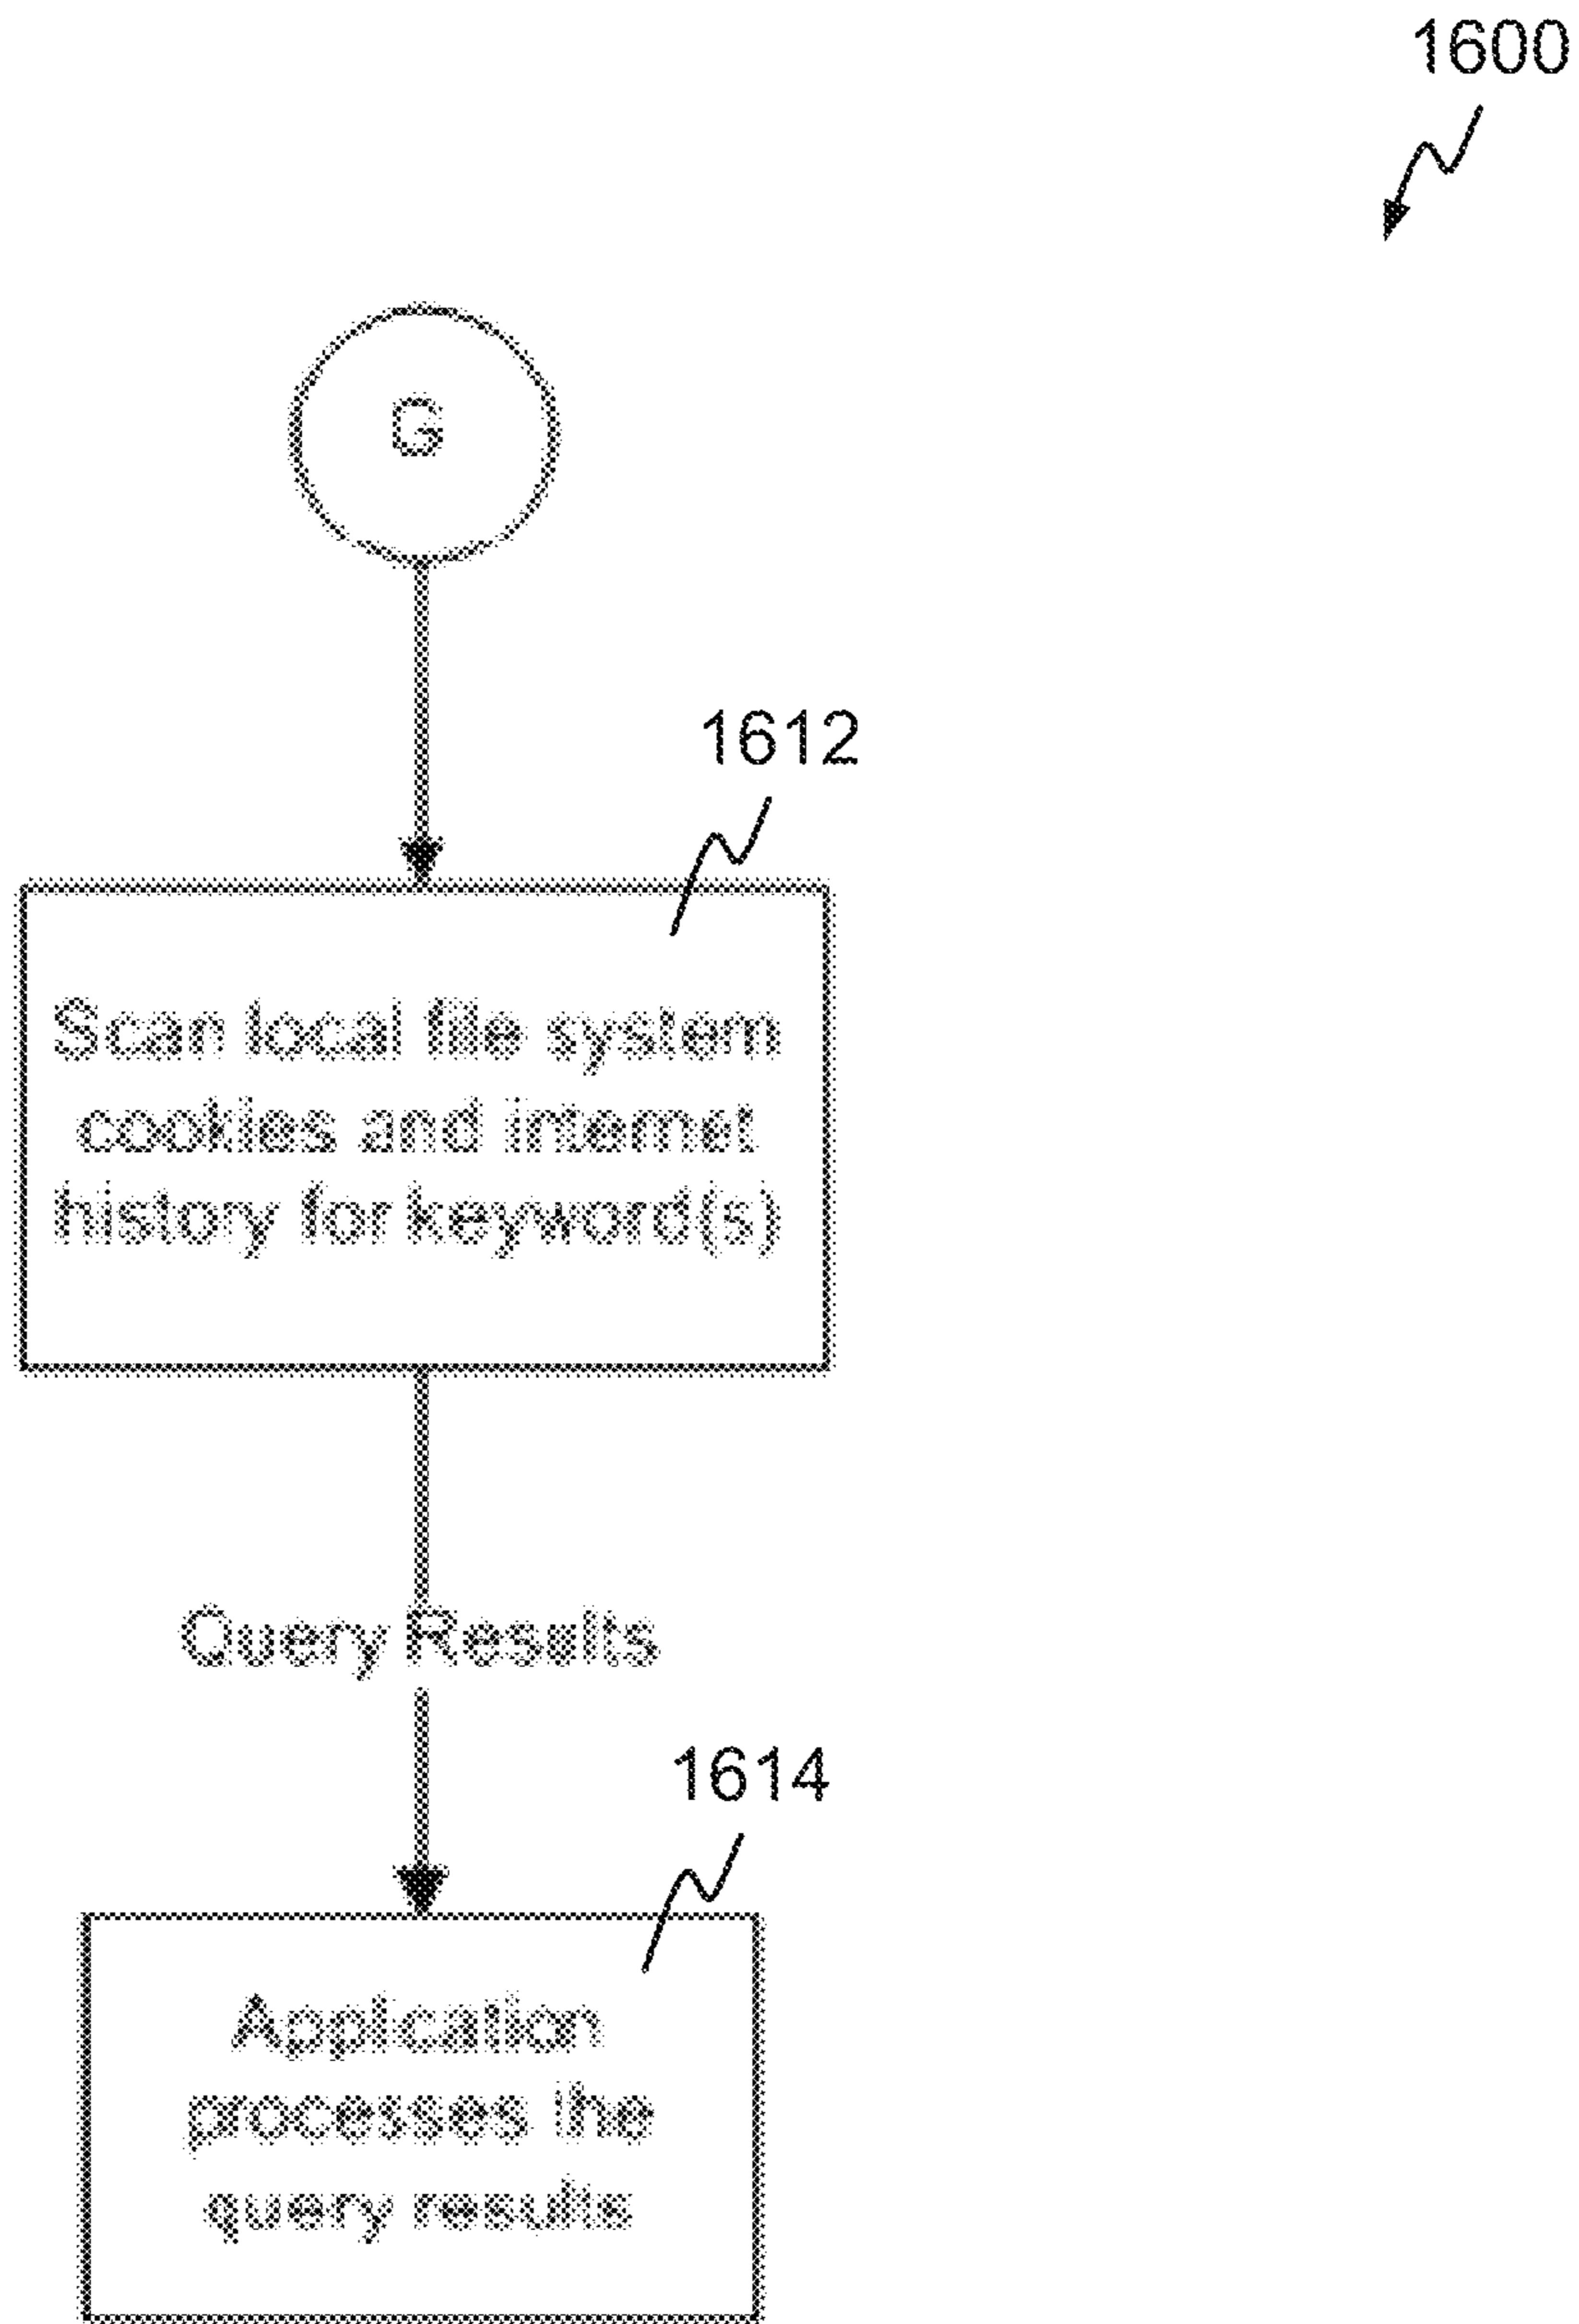 1600
G
1612
Scan local file system
cookies and internet
history for keyword(s)
Query Results
1614
Application
processes the
query results